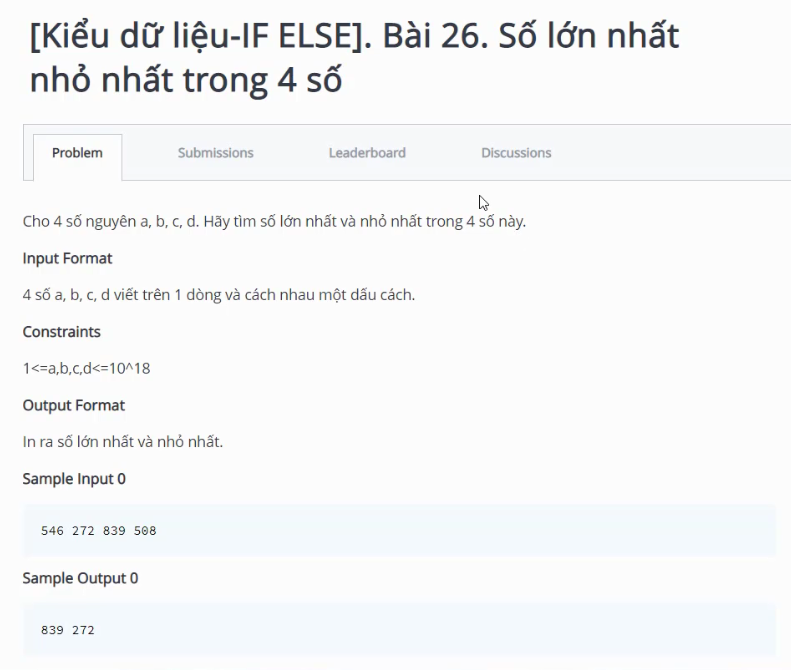 [Kiểu dữ liệu-IF ELSE]. Bài 26. Số lớn nhất
nhỏ nhất trong 4 số
Problem
Submissions
Leaderboard
Discussions
Cho 4 số nguyên a, b, c, d. Hãy tìm số lớn nhất và nhỏ nhất trong 4 số này.
Input Format
4 số a, b, c, d viết trên 1 dòng và cách nhau một dấu cách.
Constraints
1<=a,b,c,d<=10^18
Output Format
In ra số lớn nhất và nhỏ nhất.
Sample Input 0
546 272 839 508
Sample Output 0
839 272